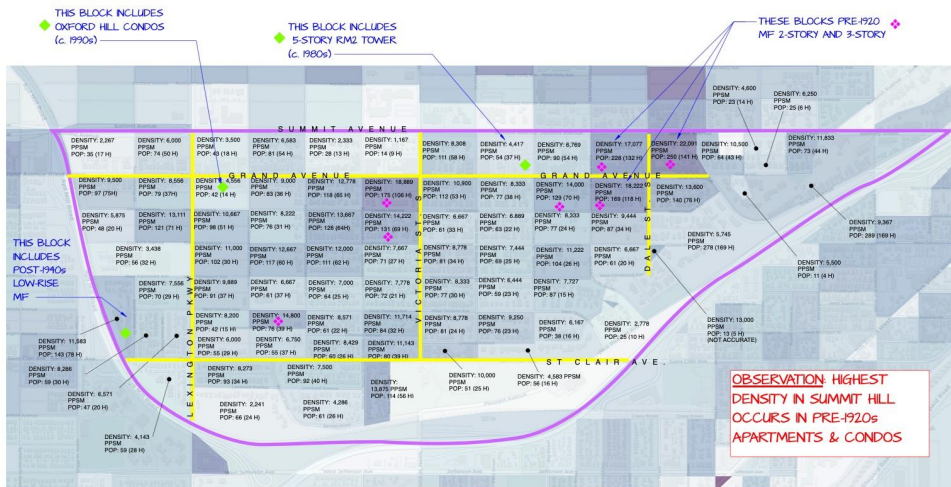 THIS BLOCK INCLUDES
OXFORD HILL CONDOS
(c. 1990s)
THIS BLOCK INCLUDES
5-STORY RM2 TOWER
(c. 1980s)
THESE BLOCKS PRE-1920
MF 2-STORY AND 3-STORY
DENSITY: 4,600
PPSM
POP: 23 (14 H)
DENSITY: 6,250
PPSM
POP: 25 (6 H)
SUMMIT AVENUE
DENSITY: 2,267
PPSM
POP: 35 (17 H)
DENSITY: 6,000
PPSM
POP: 74 (50 H)
DENSITY: 3,500
PPSM
POP: 43 (18 H)
DENSITY: 6,583
PPSM
POP: 81 (54 H)
DENSITY: 2,333
PPSM
POP: 28 (13 H)
DENSITY: 1,167
PPSM
POP: 14 (9 H)
DENSITY: 8,308
PPSM
POP: 111 (58 H)
DENSITY: 4,417
PPSM
POP: 54 (37 H)
DENSITY: 6,769
PPSM
POP: 90 (54 H)
DENSITY: 17,077
PPSM
POP: 228 (132 H)
DENSITY: 22,091
PPSM
POP: 250 (141 H)
DENSITY: 10,500
PPSM
POP: 64 (43 H)
DENSITY: 11,833
PPSM
POP: 73 (44 H)
GRAND AVENUE
GRAND AVENUE
DENSITY: 9,500
PPSM
POP: 97 (75H)
DENSITY: 8,556
PPSM
POP: 79 (37H)
DENSITY: 4,556
PPSM
POP: 42 (14 H)
DENSITY: 9,000
PPSM
POP: 83 (36 H)
DENSITY: 12,778
PPSM
POP: 118 (65 H)
DENSITY: 18,889
PPSM
POP: 175 (106 H)
DENSITY: 10,900
PPSM
POP: 112 (53 H)
DENSITY: 8,333
PPSM
POP: 77 (38 H)
DENSITY: 14,000
PPSM
POP: 129 (70 H)
DENSITY: 18,222
PPSM
POP: 169 (118 H)
DENSITY: 13,600
PPSM
POP: 140 (76 H)
DENSITY: 5,875
PPSM
POP: 48 (20 H)
DENSITY: 13,111
PPSM
POP: 121 (71 H)
DENSITY: 10,667
PPSM
POP: 98 (51 H)
DENSITY: 8,222
PPSM
POP: 76 (31 H)
DENSITY: 13,667
PPSM
POP: 126 (64H)
DENSITY: 14,222
PPSM
POP: 131 (69 H)
DENSITY: 6,667
PPSM
POP: 61 (33 H)
DENSITY: 6,889
PPSM
POP: 63 (22 H)
DENSITY: 8,333
PPSM
POP: 77 (24 H)
DENSITY: 9,444
PPSM
POP: 87 (34 H)
DALE ST.
DENSITY: 5,745
PPSM
POP: 278 (169 H)
DENSITY: 5,500
PPSM
POP: 11 (4 H)
DENSITY: 9,367
PPSM
POP: 289 (169 H)
THIS BLOCK
INCLUDES
POST-1940s
LOW-RISE
MF
DENSITY: 3,438
PPSM
POP: 56 (32 H)
DENSITY: 11,000
PPSM
POP: 102 (30 H)
DENSITY: 12,667
PPSM
POP: 117 (60 H)
DENSITY: 12,000
PPSM
POP: 111 (62 H)
DENSITY: 7,667
PPSM
POP: 71 (27 H)
DENSITY: 8,778
PPSM
POP: 81 (34 H)
DENSITY: 7,444
PPSM
POP: 69 (25 H)
DENSITY: 11,222
PPSM
POP: 104 (26 H)
DENSITY: 6,667
PPSM
POP: 61 (20 H)
DENSITY: 7,556
PPSM
POP: 70 (29 H)
DENSITY: 9,889
PPSM
POP: 91 (37 H)
DENSITY: 6,667
PPSM
POP: 61 (37 H)
DENSITY: 7,000
PPSM
POP: 64 (25 H)
DENSITY: 7,778
PPSM
POP: 72 (21 H)
VICTORIA ST S
DENSITY: 8,333
PPSM
POP: 77 (30 H)
DENSITY: 6,444
PPSM
POP: 59 (23 H)
DENSITY: 7,727
PPSM
POP: 87 (15 H)
DENSITY: 13,000
PPSM
POP: 13 (5 H)
(NOT ACCURATE)
LEXINGTON PKWY
DENSITY: 8,200
PPSM
POP: 42 (15 H)
DENSITY: 14,800
PPSM
POP: 76 (39 H)
DENSITY: 6,571
PPSM
POP: 61 (22 H)
DENSITY: 11,714
PPSM
POP: 84 (32 H)
DENSITY: 8,778
PPSM
POP: 81 (24 H)
DENSITY: 9,250
PPSM
POP: 76 (23 H)
DENSITY: 6,167
PPSM
POP: 38 (16 H)
DENSITY: 2,778
PPSM
POP: 25 (10 H)
DENSITY: 11,583
PPSM
POP: 143 (78 H)
DENSITY: 6,000
PPSM
POP: 55 (29 H)
DENSITY: 6,750
PPSM
POP: 55 (37 H)
DENSITY: 8,429
PPSM
POP: 60 (26 H)
DENSITY: 11,143
PPSM
POP: 80 (39 H)
ST CLAIR AVE.
DENSITY: 8,286
PPSM
POP: 59 (30 H)
DENSITY: 9,273
PPSM
POP: 93 (34 H)
DENSITY: 7,500
PPSM
POP: 92 (40 H)
DENSITY:
13,875 PPSM
POP: 114 (56 H)
DENSITY: 10,000
PPSM
POP: 51 (25 H)
DENSITY: 4,583 PPSM
POP: 56 (16 H)
DENSITY: 6,571
PPSM
POP: 47 (20 H)
DENSITY: 2,241
PPSM
POP: 66 (24 H)
DENSITY: 4,286
PPSM
POP: 61 (26 H)
DENSITY: 4,143
PPSM
POP: 59 (28 H)
OBSERVATION: HIGHEST
DENSITY IN SUMMIT HILL
OCCURS IN PRE-1920s
APARTMENTS & CONDOS